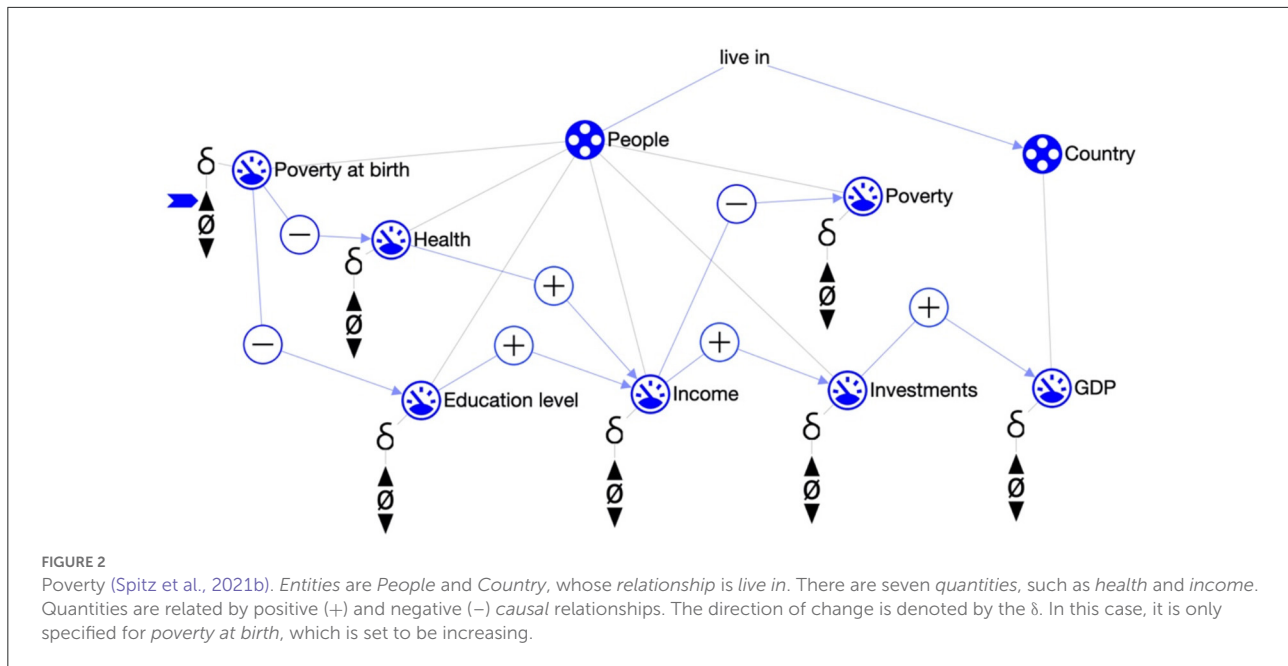 live in
People
Country
δ
Poverty at birth
Poverty
−
Ø
−
Health
δ
δ
+
Ø
+
Ø
−
+
+
Education level
Income
Investments
GDP
δ
δ
δ
δ
Ø
Ø
Ø
Ø
FIGURE 2
Poverty (Spitz et al., 2021b). Entities are People and Country, whose relationship is live in. There are seven quantities, such as health and income.
Quantities are related by positive (+) and negative (−) causal relationships. The direction of change is denoted by the δ. In this case, it is only
specified for poverty at birth, which is set to be increasing.